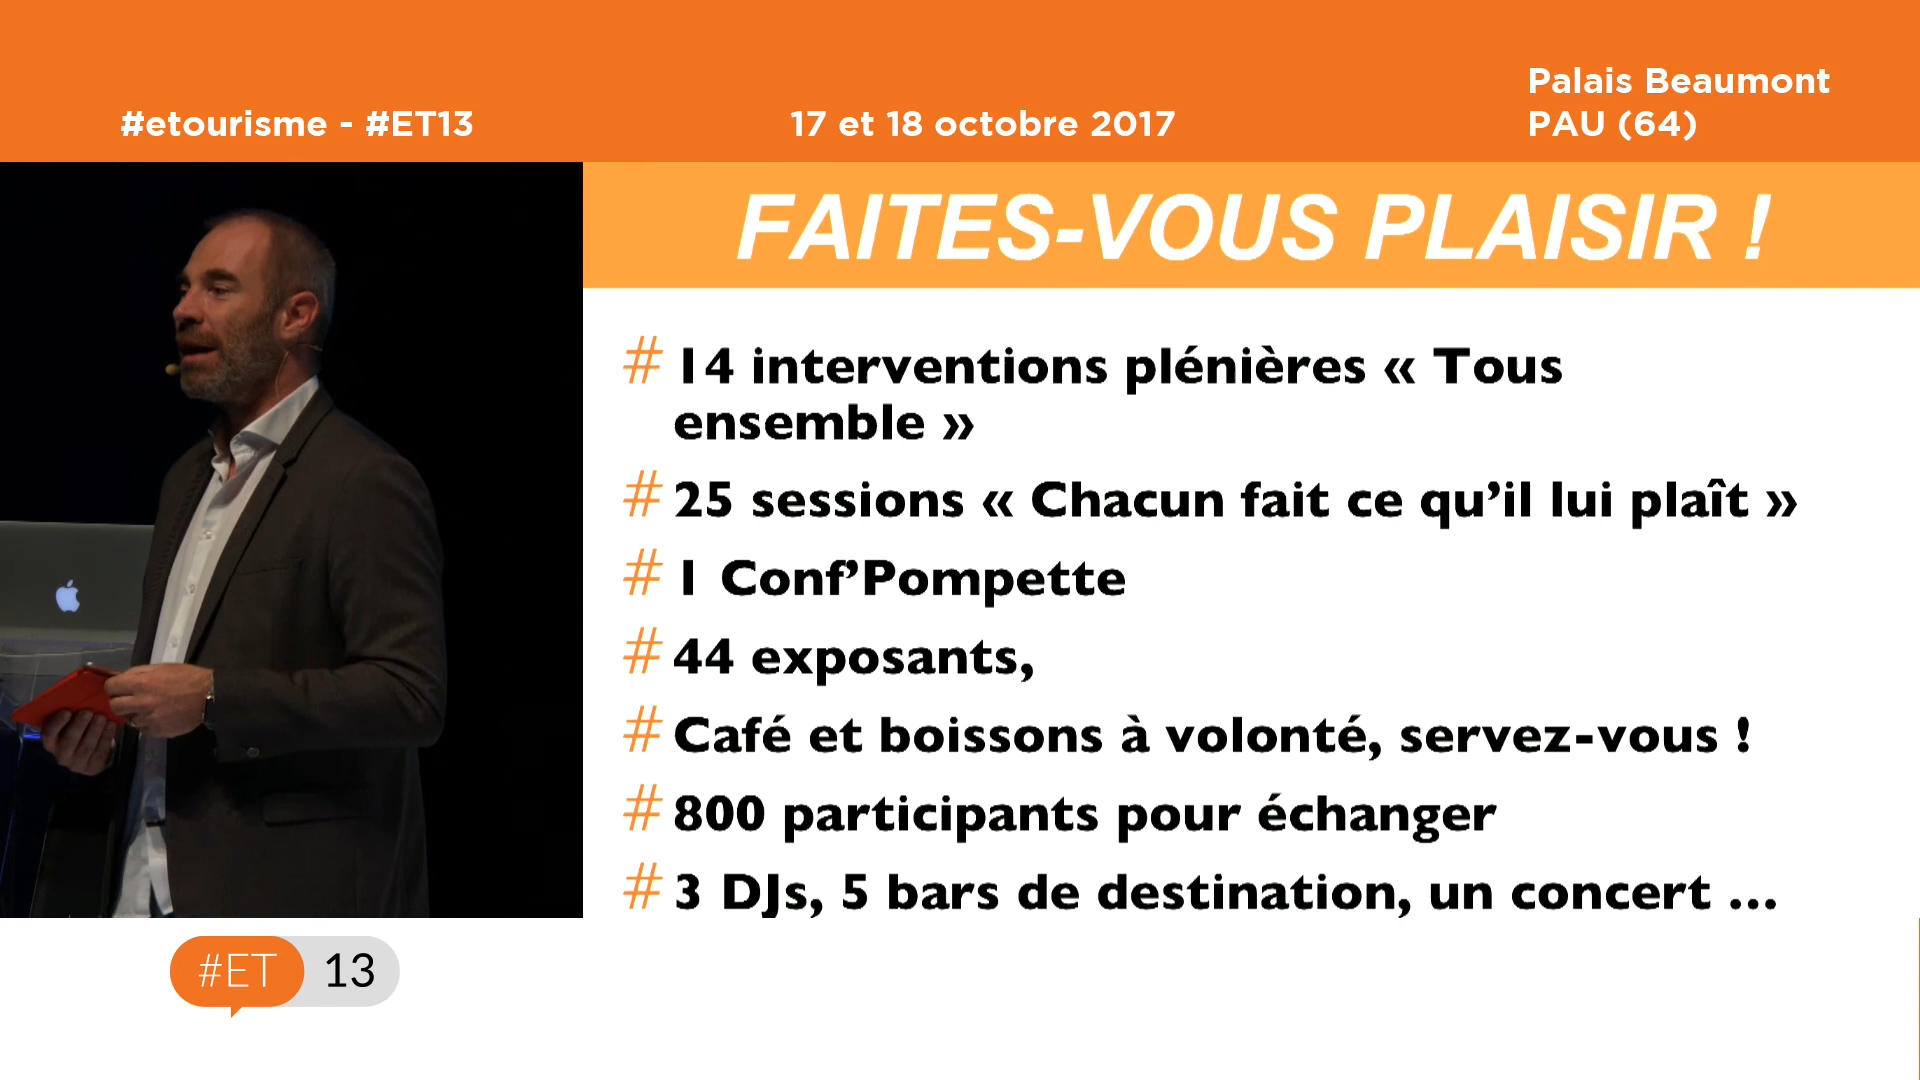 #etourisme - #ET13
17 et 18 octobre 2017
Palais Beaumont
PAU (64)
FAITES-VOUS PLAISIR !
# 14 interventions plénières « Tous
ensemble »
# 25 sessions « Chacun fait ce qu’il lui plaît »
# 1 Conf’Pompette
# 44 exposants,
# Café et boissons à volonté, servez-vous !
# 800 participants pour échanger
# 3 DJs, 5 bars de destination, un concert ...
#ET 13